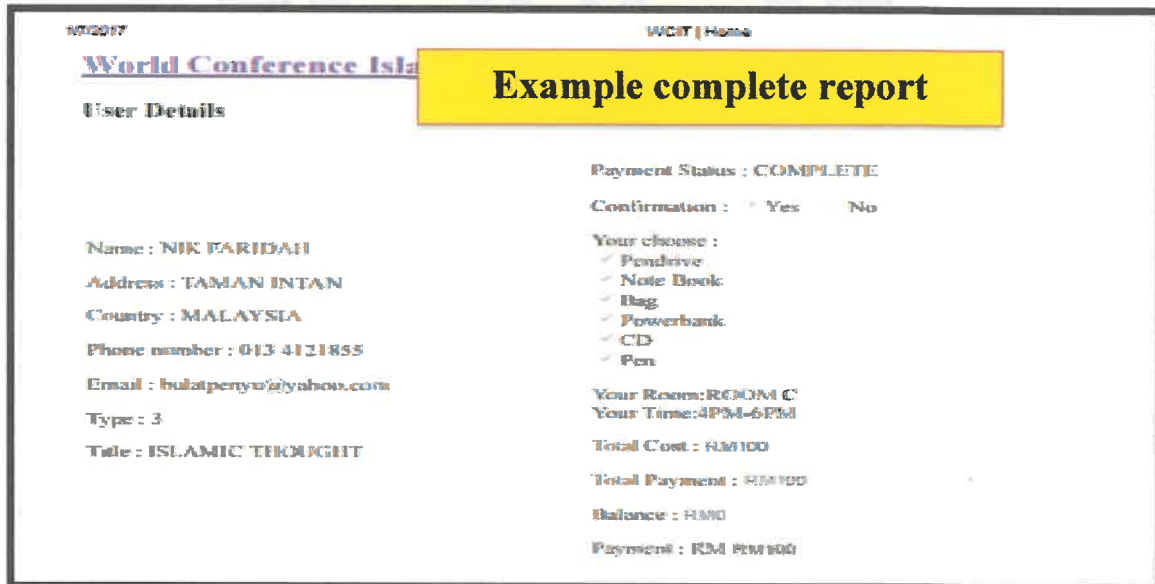 1/7/2017
WCIT | Home
World Conference Isla
Example complete report
User Details
Name : NIK FARIDAH
Address : TAMAN INTAN
Country : MALAYSIA
Phone number : 013 4121855
Email : bulatpenyu@yahoo.com
Type : 3
Title : ISLAMIC THOUGHT
Payment Status : COMPLETE
Confirmation : Yes No
Your choose :
Pendrive
Note Book
Bag
Powerbank
CD
Pen
Your Room:ROOM C
Your Time:4PM-6PM
Total Cost : RM100
Total Payment : RM100
Balance : RM0
Payment : RM RM100